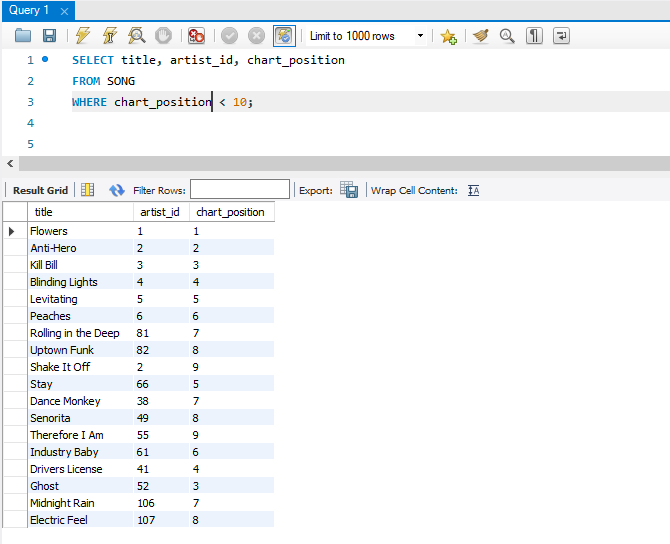 Query 1
Limit to 1000 rows
1 SELECT title, artist_id, chart_position
2 FROM SONG
3 WHERE chart_position < 10;
4
5
Result Grid Filter Rows: Export: Wrap Cell Content:
title artist_id chart_position
Flowers 1 1
Anti-Hero 2 2
Kill Bill 3 3
Blinding Lights 4 4
Levitating 5 5
Peaches 6 6
Rolling in the Deep 81 7
Uptown Funk 82 8
Shake It Off 2 9
Stay 66 5
Dance Monkey 38 7
Senorita 49 8
Therefore I Am 55 9
Industry Baby 61 6
Drivers License 41 4
Ghost 52 3
Midnight Rain 106 7
Electric Feel 107 8